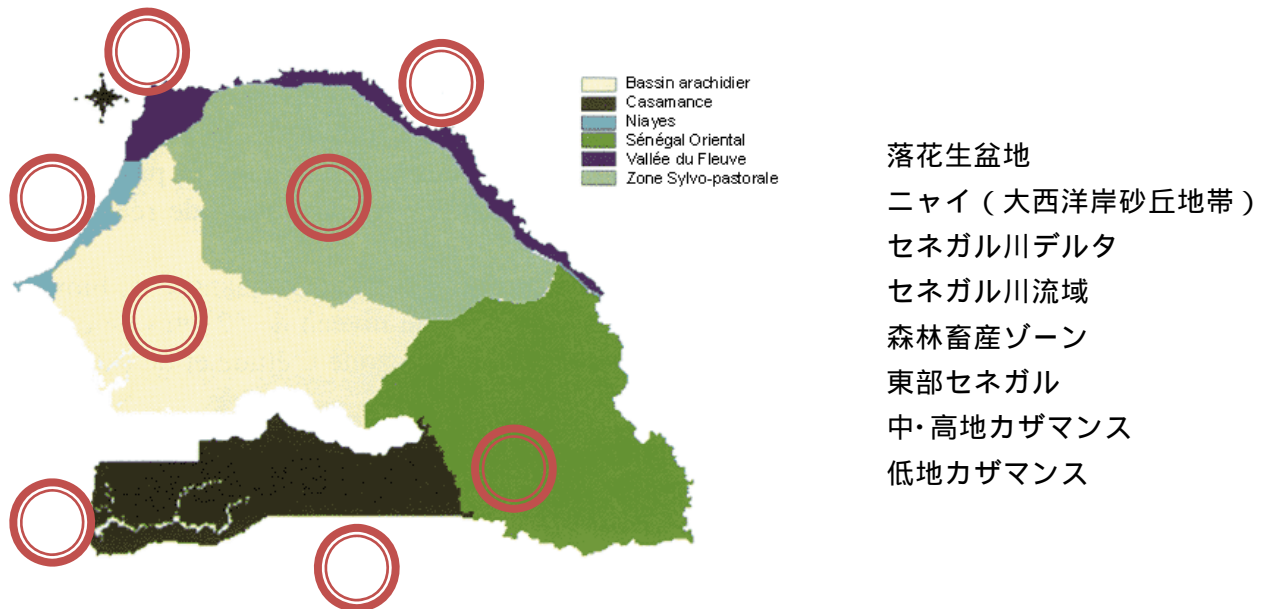 Bassin arachidier
Casamance
Niayes
Sénégal Oriental
Vallée du Fleuve
Zone Sylvo-pastorale
落花生盆地
ニャイ(大西洋岸砂丘地帯)
セネガル川デルタ
セネガル川流域
森林畜産ゾーン
東部セネガル
中・高地カザマンス
低地カザマンス